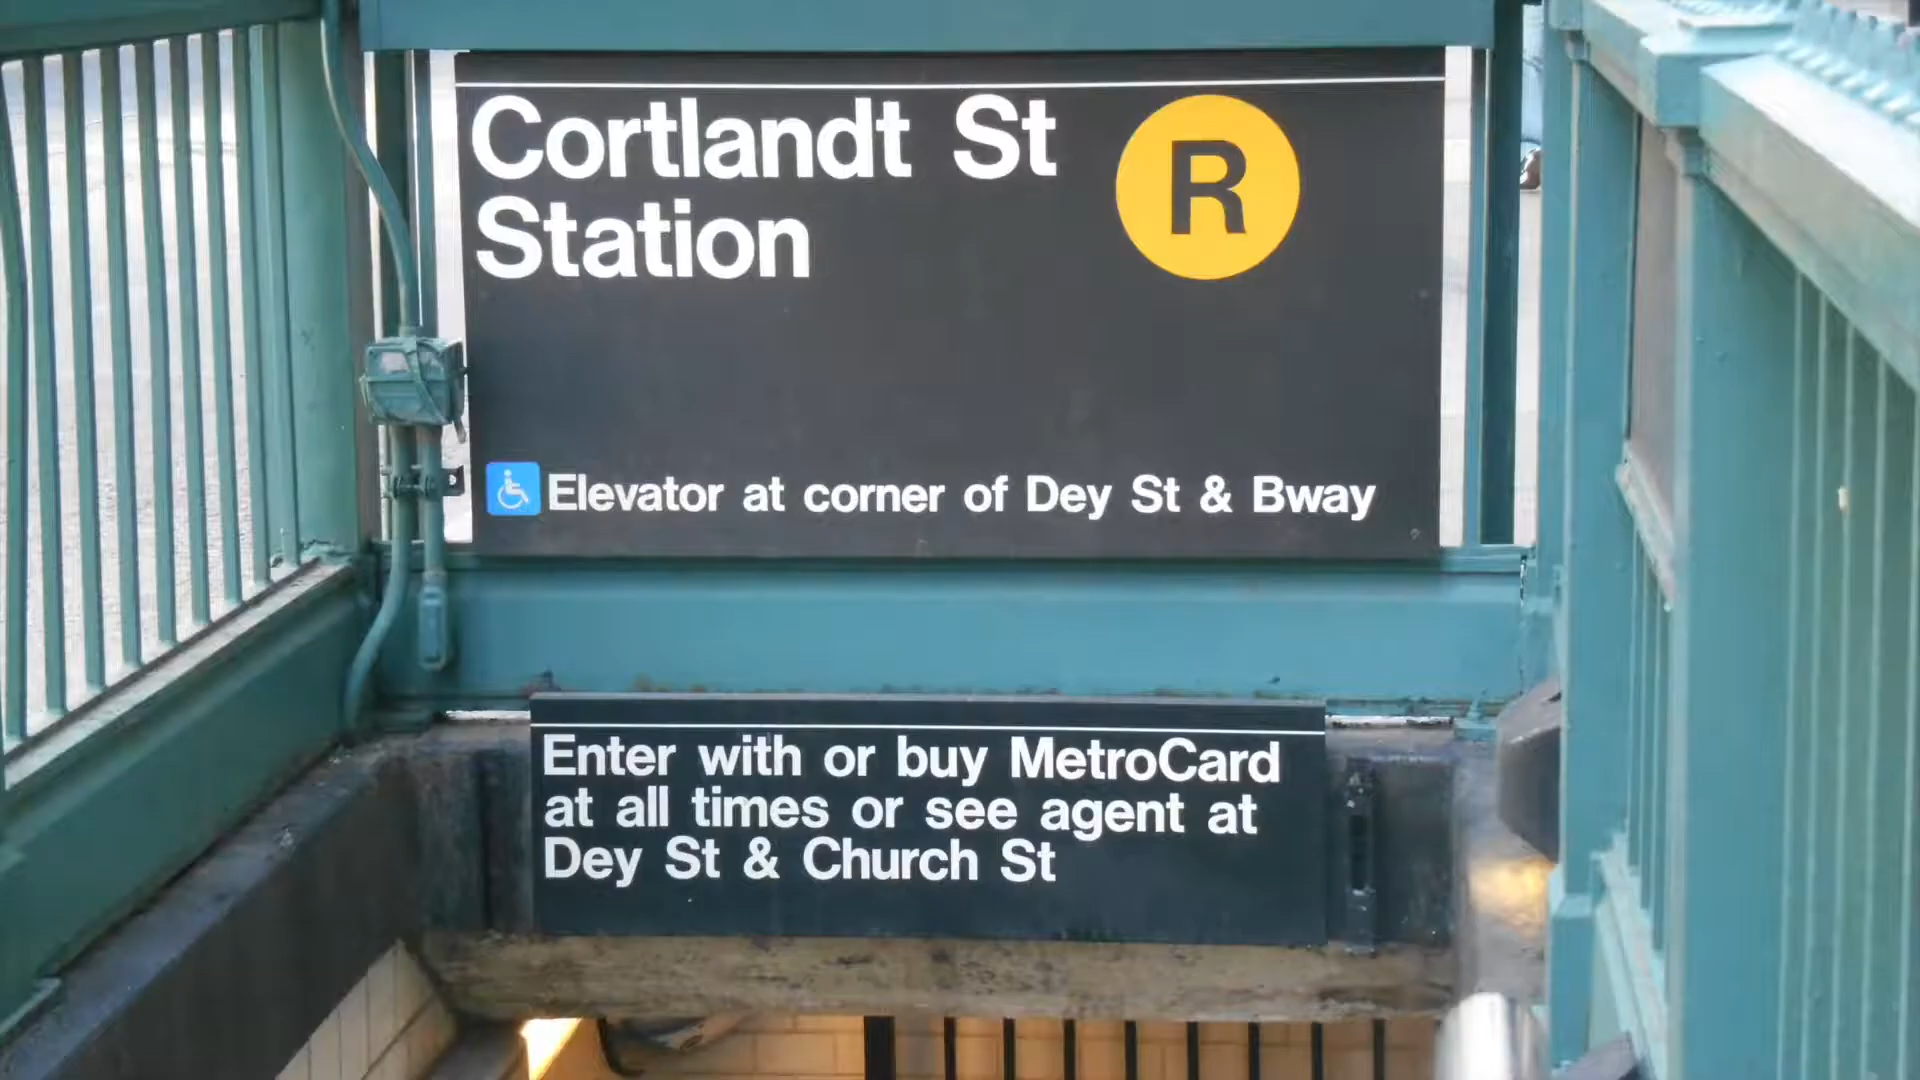 Cortlandt St
Station
R
Elevator at corner of Dey St & Bway
Enter with or buy MetroCard
at all times or see agent at
Dey St & Church St